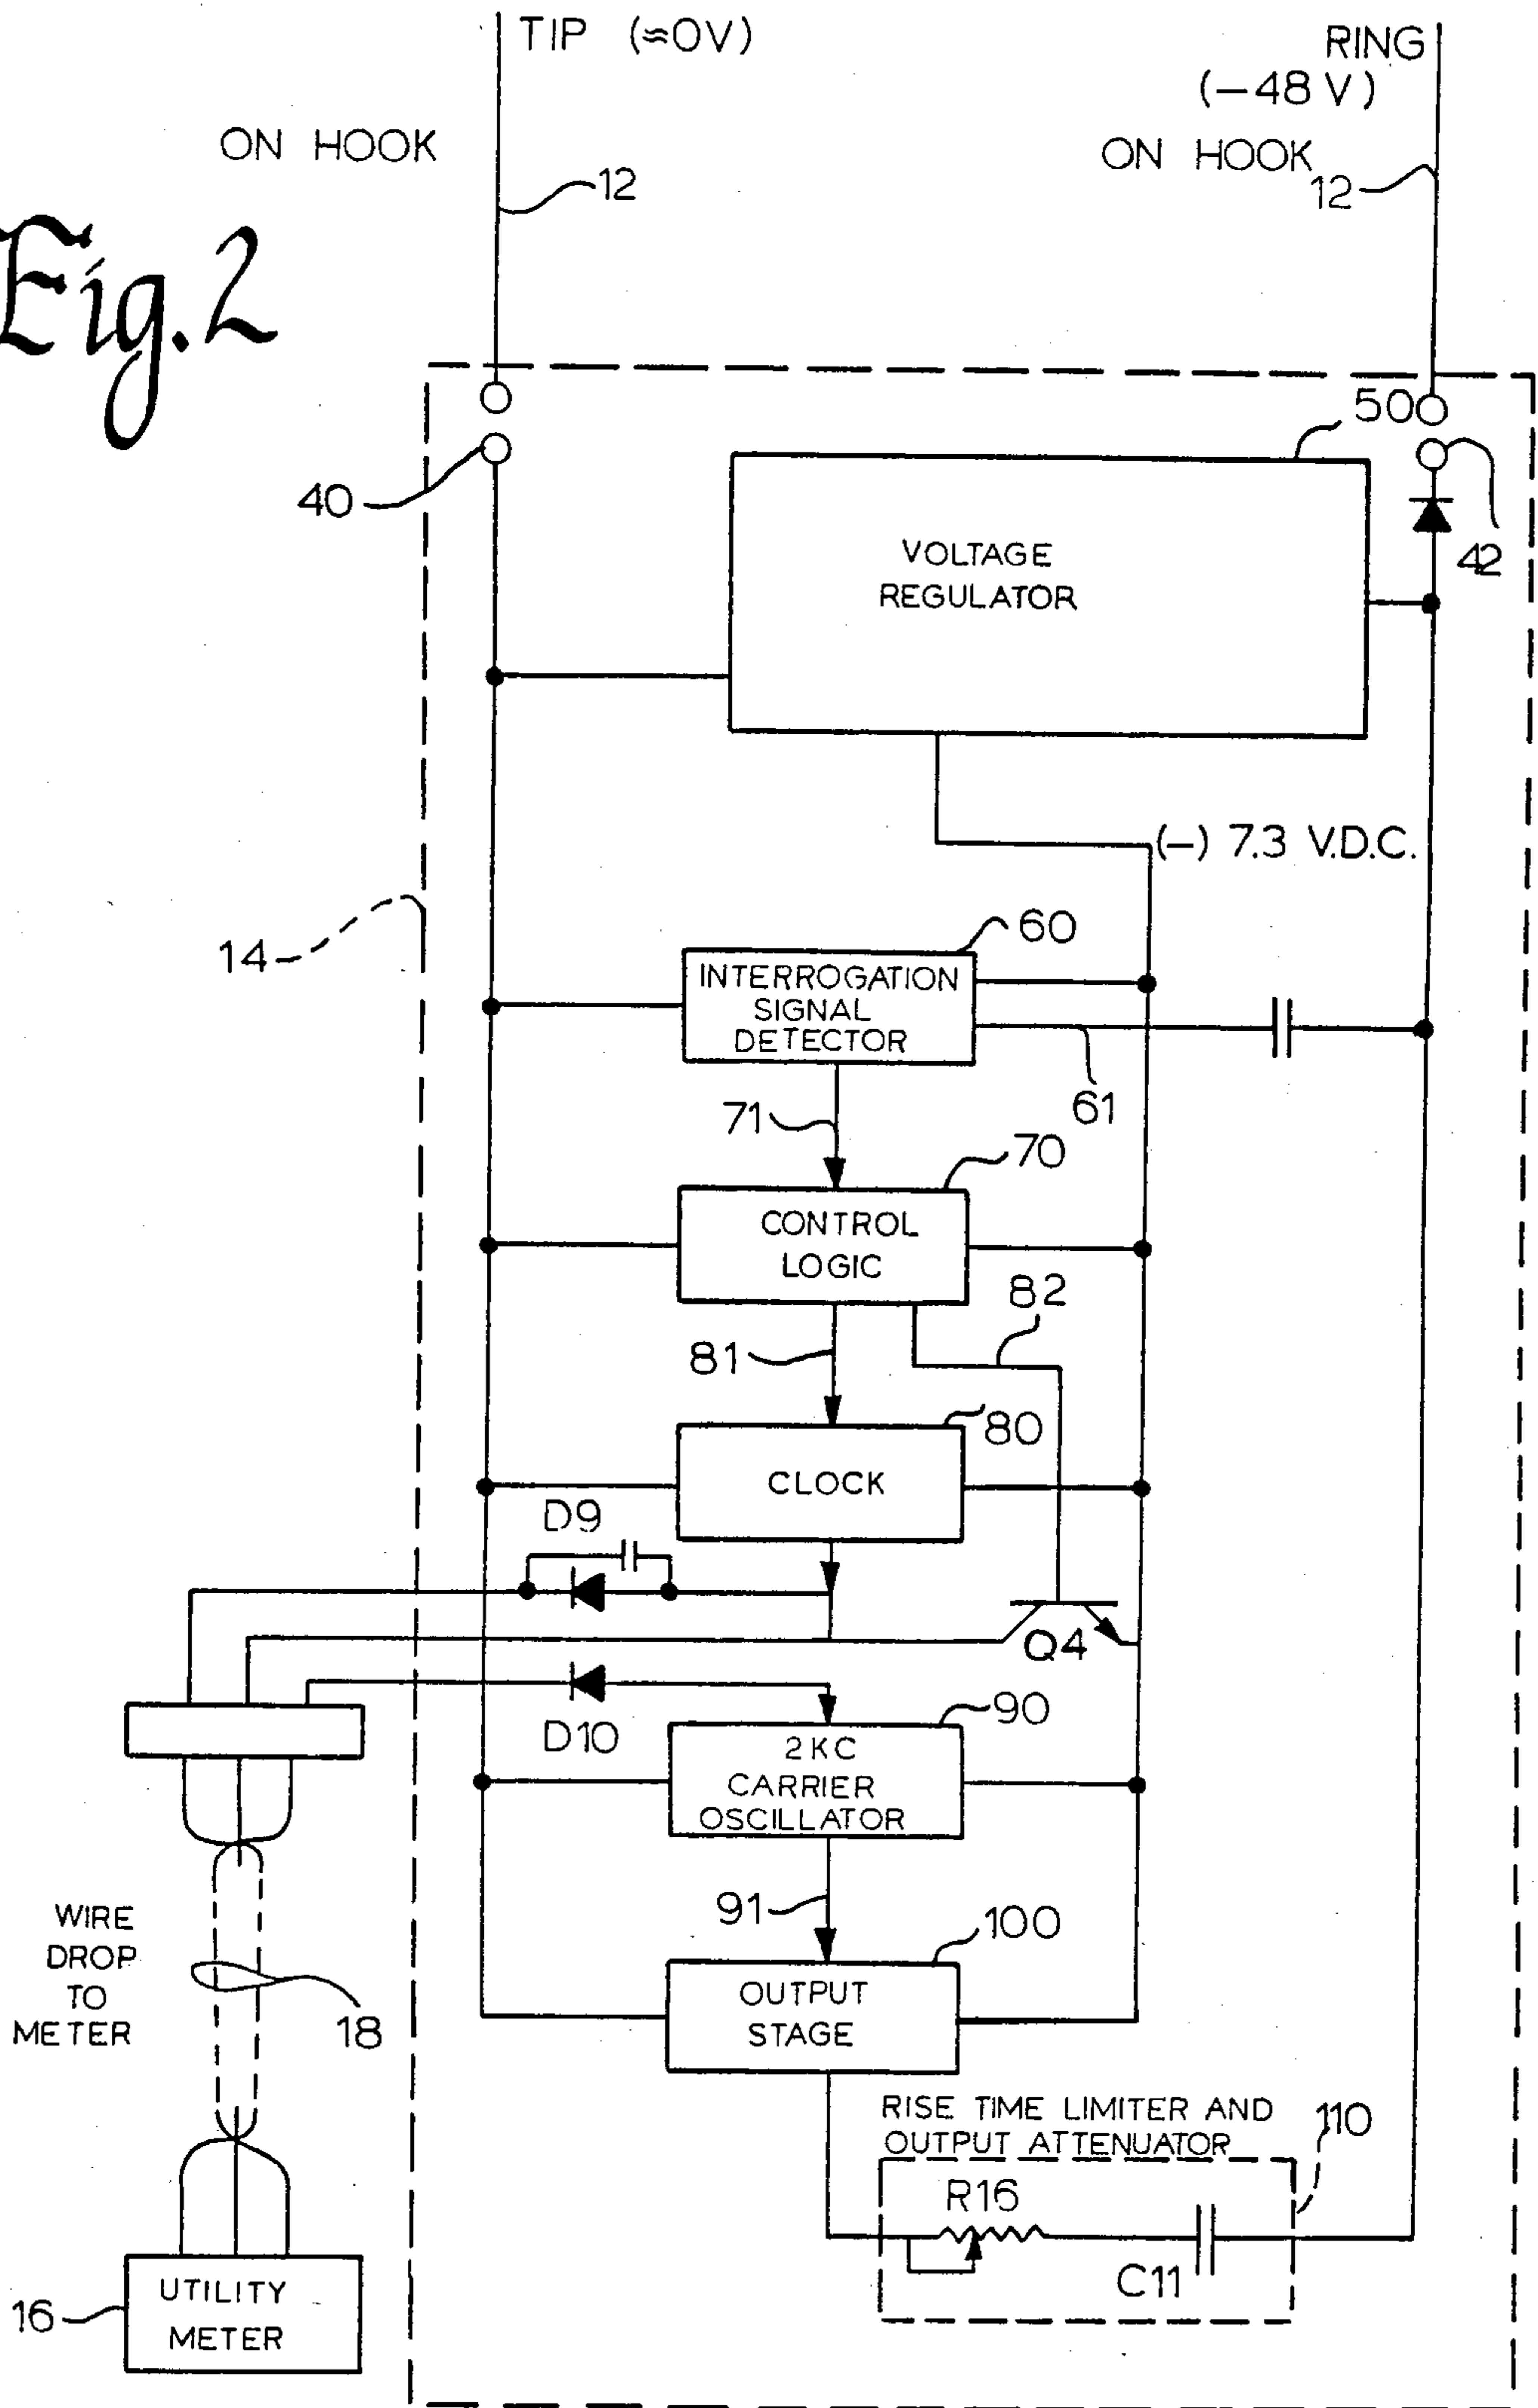 TIP (≈0V)
RING
(-48 V)
ON HOOK
ON HOOK
12
12
Fig. 2
50
40
42
VOLTAGE
REGULATOR
(-) 7.3 V.D.C.
14
60
INTERROGATION
SIGNAL
DETECTOR
61
71
70
CONTROL
LOGIC
82
81
80
CLOCK
D9
Q4
D10
90
2KC
CARRIER
OSCILLATOR
91
100
WIRE
DROP
TO
METER
18
OUTPUT
STAGE
RISE TIME LIMITER AND
OUTPUT ATTENUATOR
110
R16
C11
16
UTILITY
METER